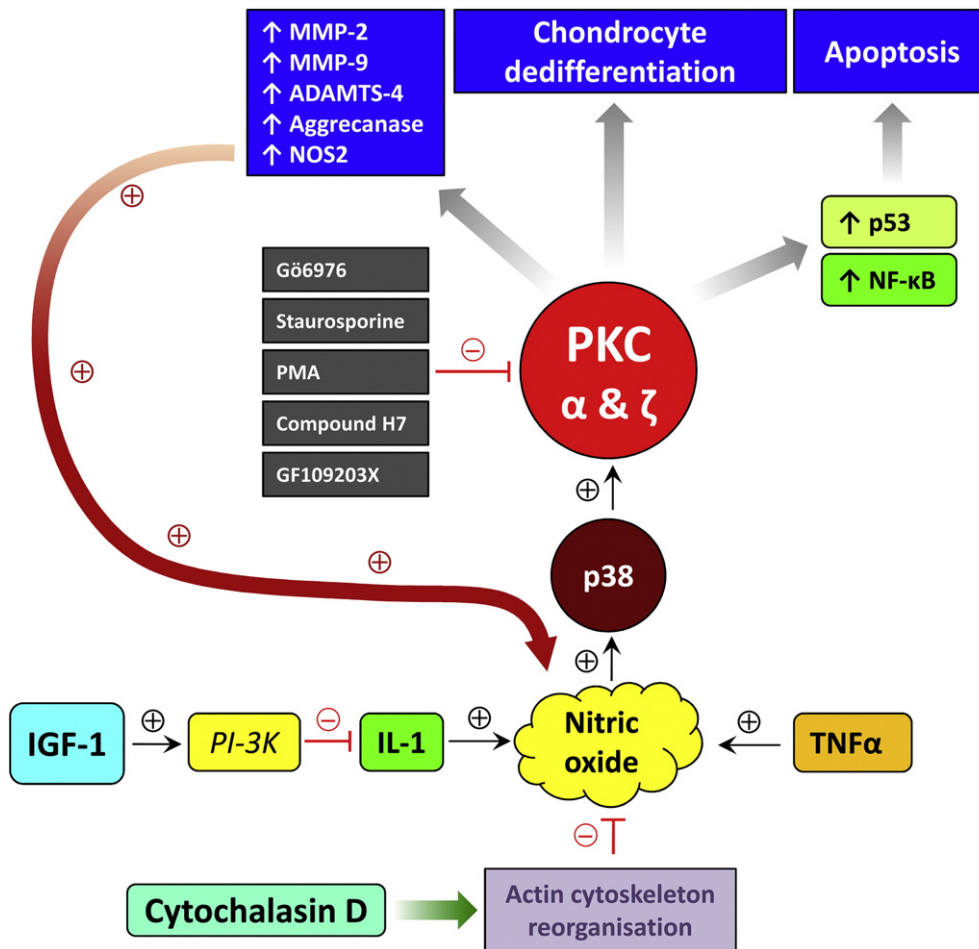 ↑ MMP-2
↑ MMP-9
↑ ADAMTS-4
↑ Aggrecanase
↑ NOS2
Chondrocyte
dedifferentiation
Apoptosis
↑ p53
↑ NF-κB
Gö6976
Staurosporine
PMA
Compound H7
GF109203X
PKC
α & ζ
p38
IGF-1
PI-3K
IL-1
Nitric
oxide
TNFα
Cytochalasin D
Actin cytoskeleton
reorganisation